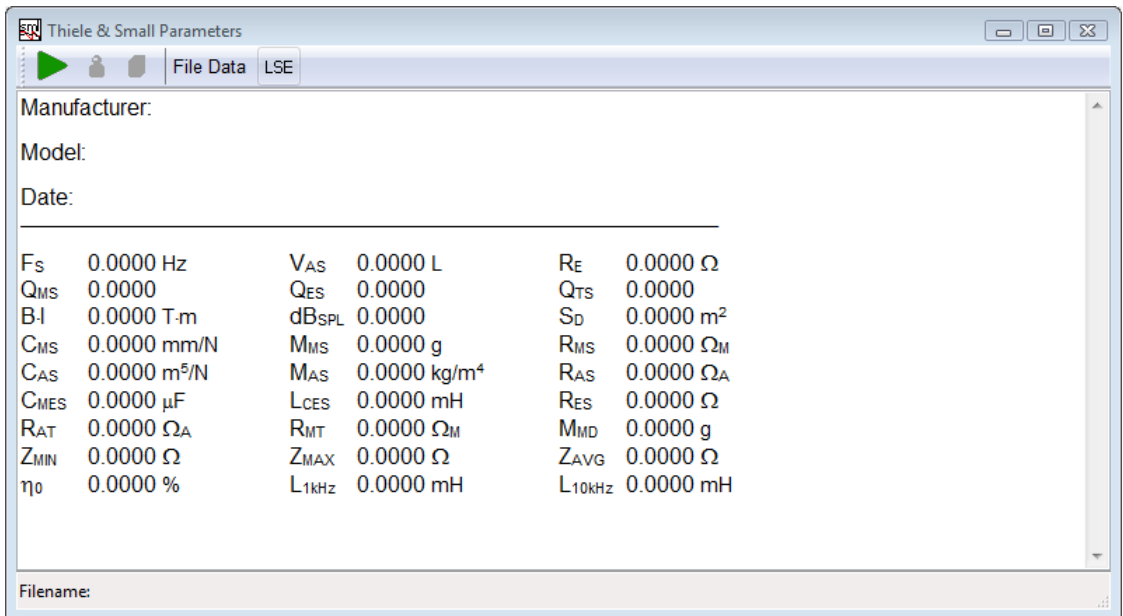 Thiele & Small Parameters
File Data LSE
Manufacturer:
Model:
Date:
FS 0.0000 Hz VAS 0.0000 L RE 0.0000 Ω
QMS 0.0000 QES 0.0000 QTS 0.0000
B·l 0.0000 T·m dBSPL 0.0000 SD 0.0000 m²
CMS 0.0000 mm/N MMS 0.0000 g RMS 0.0000 ΩM
CAS 0.0000 m⁵/N MAS 0.0000 kg/m⁴ RAS 0.0000 ΩA
CMES 0.0000 µF LCES 0.0000 mH RES 0.0000 Ω
RAT 0.0000 ΩA RMT 0.0000 ΩM MMD 0.0000 g
ZMIN 0.0000 Ω ZMAX 0.0000 Ω ZAVG 0.0000 Ω
η0 0.0000 % L1kHz 0.0000 mH L10kHz 0.0000 mH
Filename: